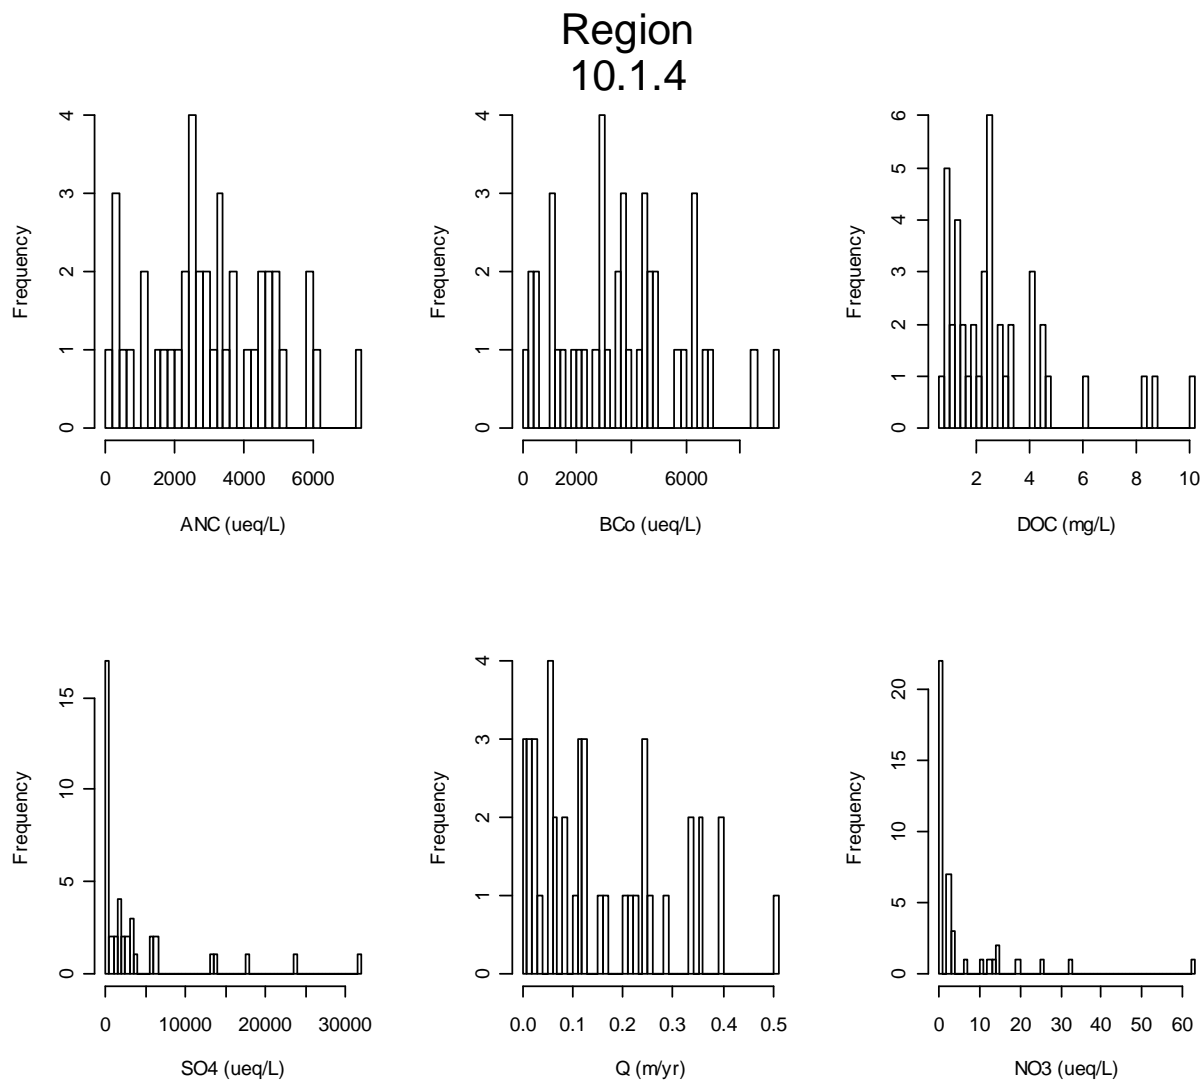 Region
10.1.4
Frequency
0 1 2 3 4
0 2000 4000 6000
ANC (ueq/L)
Frequency
0 1 2 3 4
0 2000 6000
BCo (ueq/L)
Frequency
0 1 2 3 4 5 6
2 4 6 8 10
DOC (mg/L)
Frequency
0 5 10 15
0 10000 20000 30000
SO4 (ueq/L)
Frequency
0 1 2 3 4
0.0 0.1 0.2 0.3 0.4 0.5
Q (m/yr)
Frequency
0 5 10 15 20
0 10 20 30 40 50 60
NO3 (ueq/L)